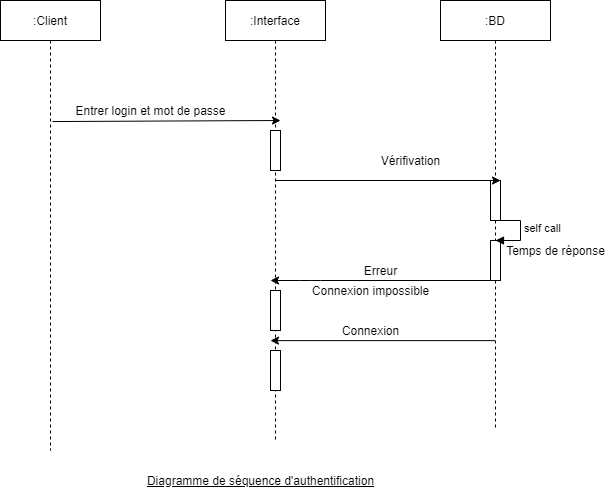 :Client
:Interface
:BD
Entrer login et mot de passe
Vérifivation
self call
Temps de réponse
Erreur
Connexion impossible
Connexion
Diagramme de séquence d'authentification